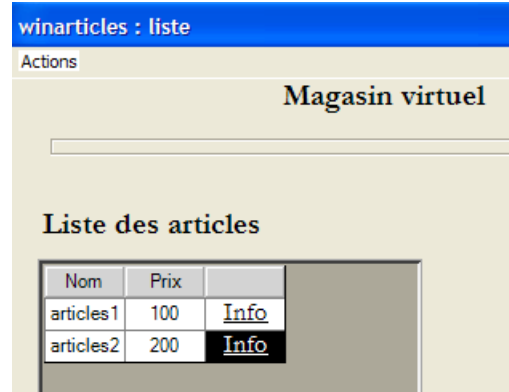 winarticles : liste
Actions
Magasin virtuel
Liste des articles
Nom Prix
articles1 100 Info
articles2 200 Info